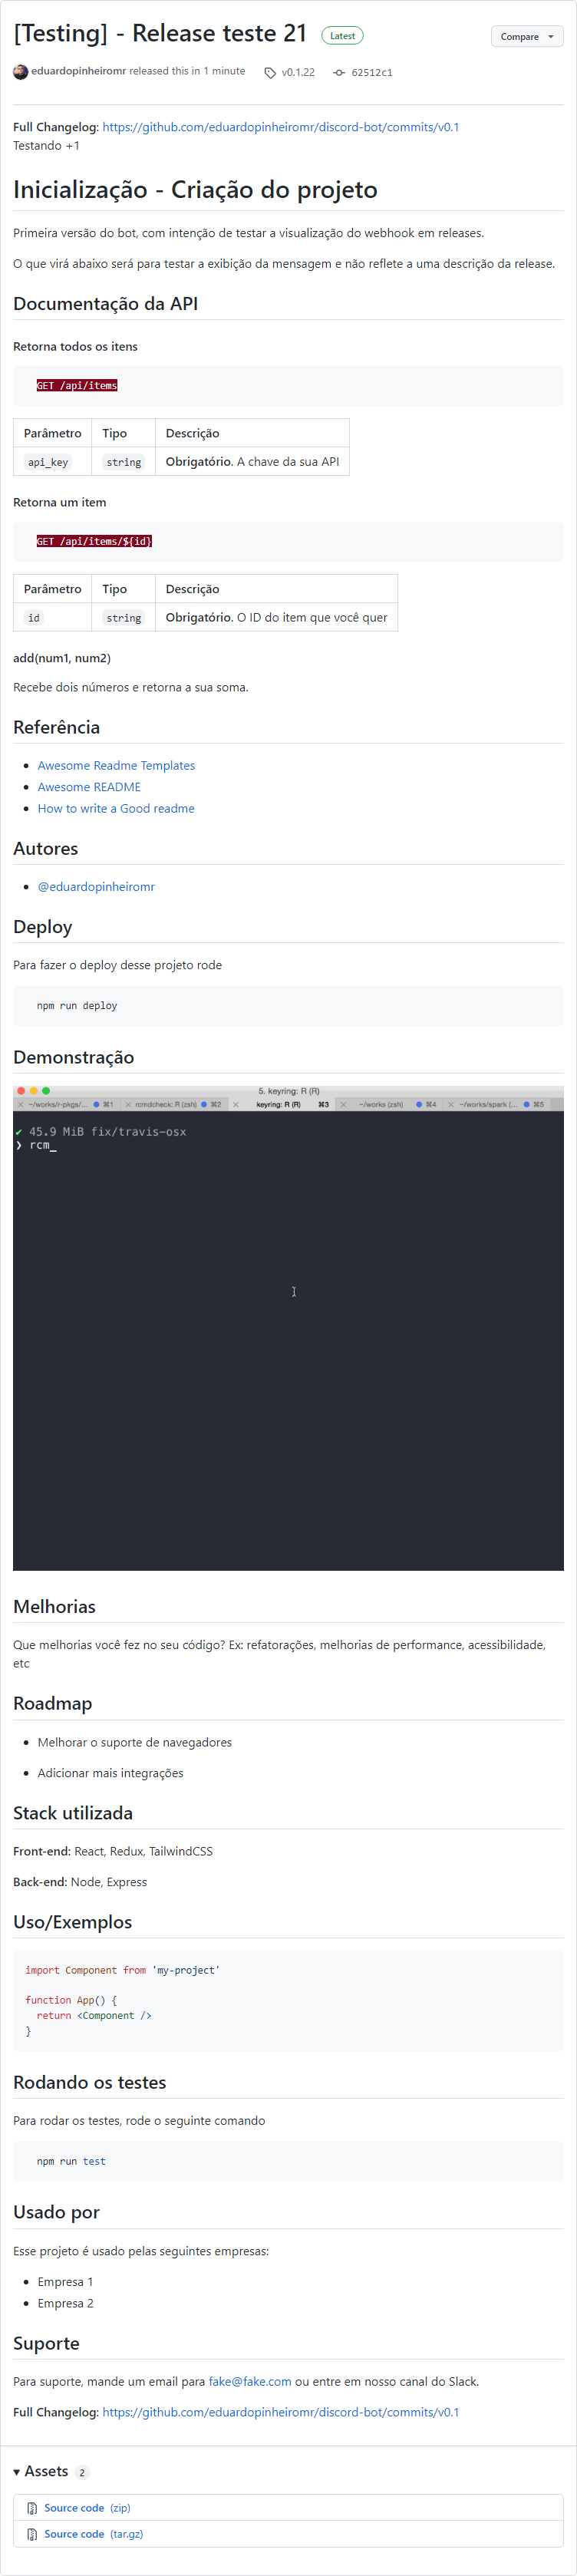 [Testing] - Release teste 21 Latest Compare
eduardopinheiromr released this in 1 minute v0.1.22 62512c1
Full Changelog: https://github.com/eduardopinheiromr/discord-bot/commits/v0.1
Testando +1
Inicialização - Criação do projeto
Primeira versão do bot, com intenção de testar a visualização do webhook em releases.
O que virá abaixo será para testar a exibição da mensagem e não reflete a uma descrição da release.
Documentação da API
Retorna todos os itens
GET /api/items
Parâmetro Tipo Descrição
api_key string Obrigatório. A chave da sua API
Retorna um item
GET /api/items/${id}
Parâmetro Tipo Descrição
id string Obrigatório. O ID do item que você quer
add(num1, num2)
Recebe dois números e retorna a sua soma.
Referência
Awesome Readme Templates
Awesome README
How to write a Good readme
Autores
@eduardopinheiromr
Deploy
Para fazer o deploy desse projeto rode
npm run deploy
Demonstração
5. keyring: R (R)
~/works/r-pkgs/... ⌘1 rcmdcheck: R (zsh) ⌘2 keyring: R (R) ⌘3 ~/works (zsh) ⌘4 ~/works/spark (... ⌘5
✔ 45.9 MiB fix/travis-osx
❯ rcm_
Melhorias
Que melhorias você fez no seu código? Ex: refatorações, melhorias de performance, acessibilidade,
etc
Roadmap
Melhorar o suporte de navegadores
Adicionar mais integrações
Stack utilizada
Front-end: React, Redux, TailwindCSS
Back-end: Node, Express
Uso/Exemplos
import Component from 'my-project'
function App() {
return <Component />
}
Rodando os testes
Para rodar os testes, rode o seguinte comando
npm run test
Usado por
Esse projeto é usado pelas seguintes empresas:
Empresa 1
Empresa 2
Suporte
Para suporte, mande um email para fake@fake.com ou entre em nosso canal do Slack.
Full Changelog: https://github.com/eduardopinheiromr/discord-bot/commits/v0.1
Assets 2
Source code (zip)
Source code (tar.gz)